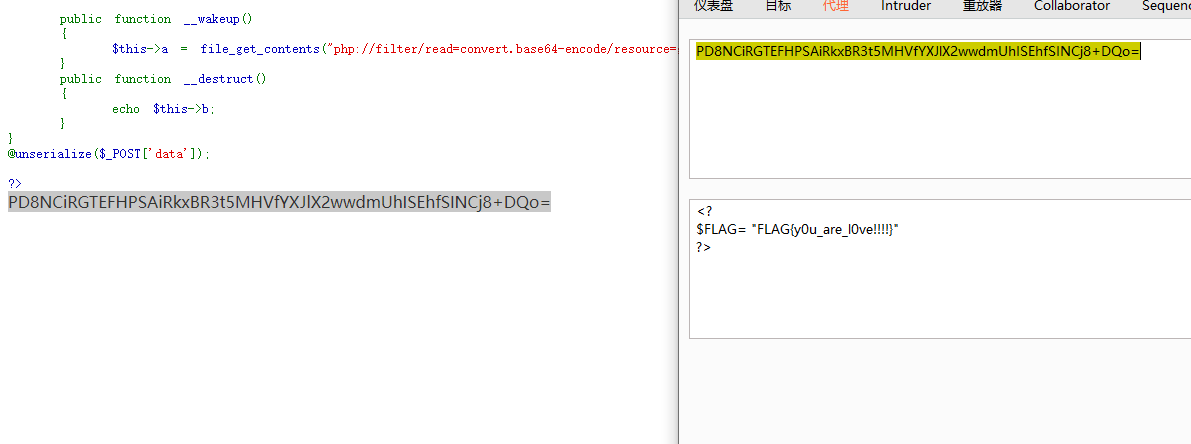 public function __wakeup()
{
$this->a = file_get_contents("php://filter/read=convert.base64-encode/resource=
}
public function __destruct()
{
echo $this->b;
}
}
@unserialize($_POST['data']);
?>
PD8NCiRGTEFHPSAiRkxBR3t5MHVfYXJlX2wwdmUhISEhfSINCj8+DQo=
仪表盘 目标 代理 Intruder 重放器 Collaborator Sequenc
PD8NCiRGTEFHPSAiRkxBR3t5MHVfYXJlX2wwdmUhISEhfSINCj8+DQo=
<?
$FLAG= "FLAG{y0u_are_l0ve!!!!}"
?>